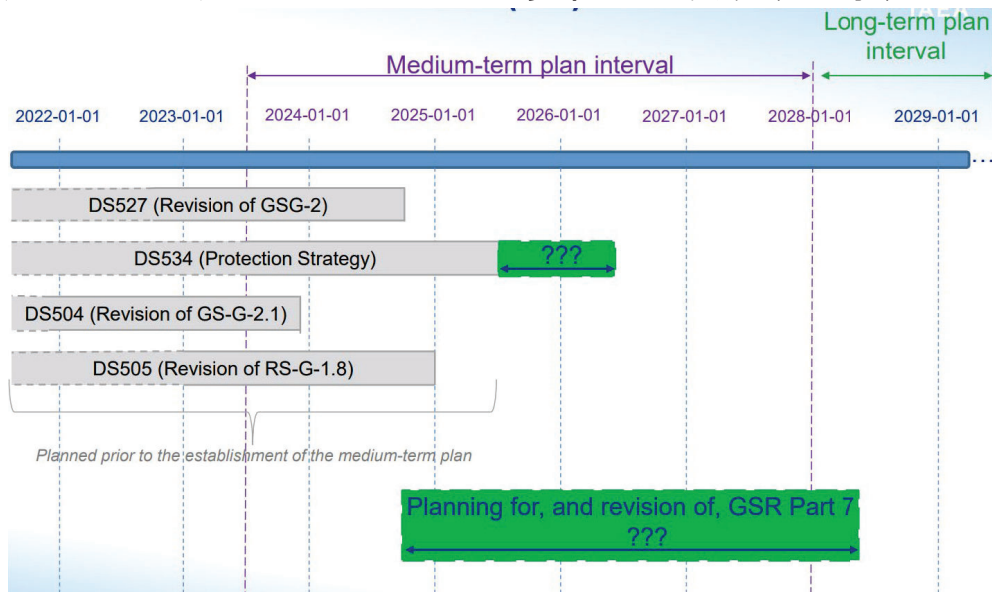 IAEA
Long-term plan
interval
Medium-term plan interval
2022-01-01 2023-01-01 2024-01-01 2025-01-01 2026-01-01 2027-01-01 2028-01-01 2029-01-01
...
DS527 (Revision of GSG-2)
DS534 (Protection Strategy) ???
DS504 (Revision of GS-G-2.1)
DS505 (Revision of RS-G-1.8)
Planned prior to the establishment of the medium-term plan
Planning for, and revision of, GSR Part 7
???